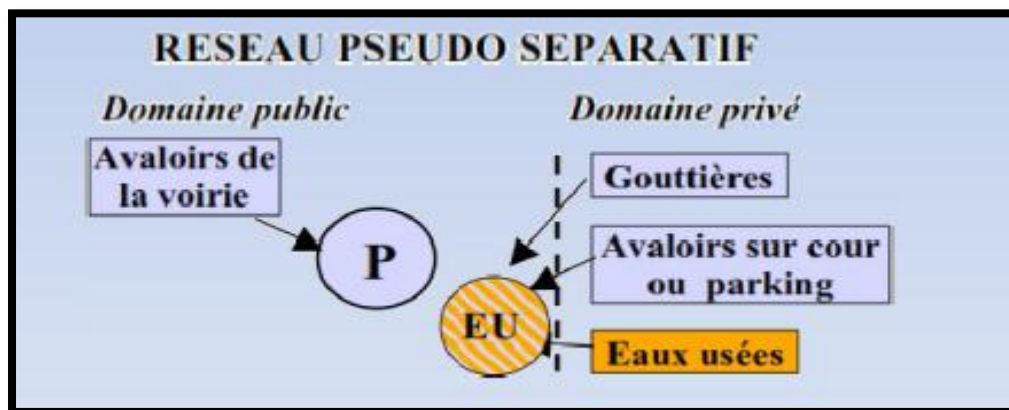 RESEAU PSEUDO SEPARATIF
Domaine public
Domaine privé
Avaloirs de
la voirie
Gouttières
P
Avaloirs sur cour
ou parking
EU
Eaux usées